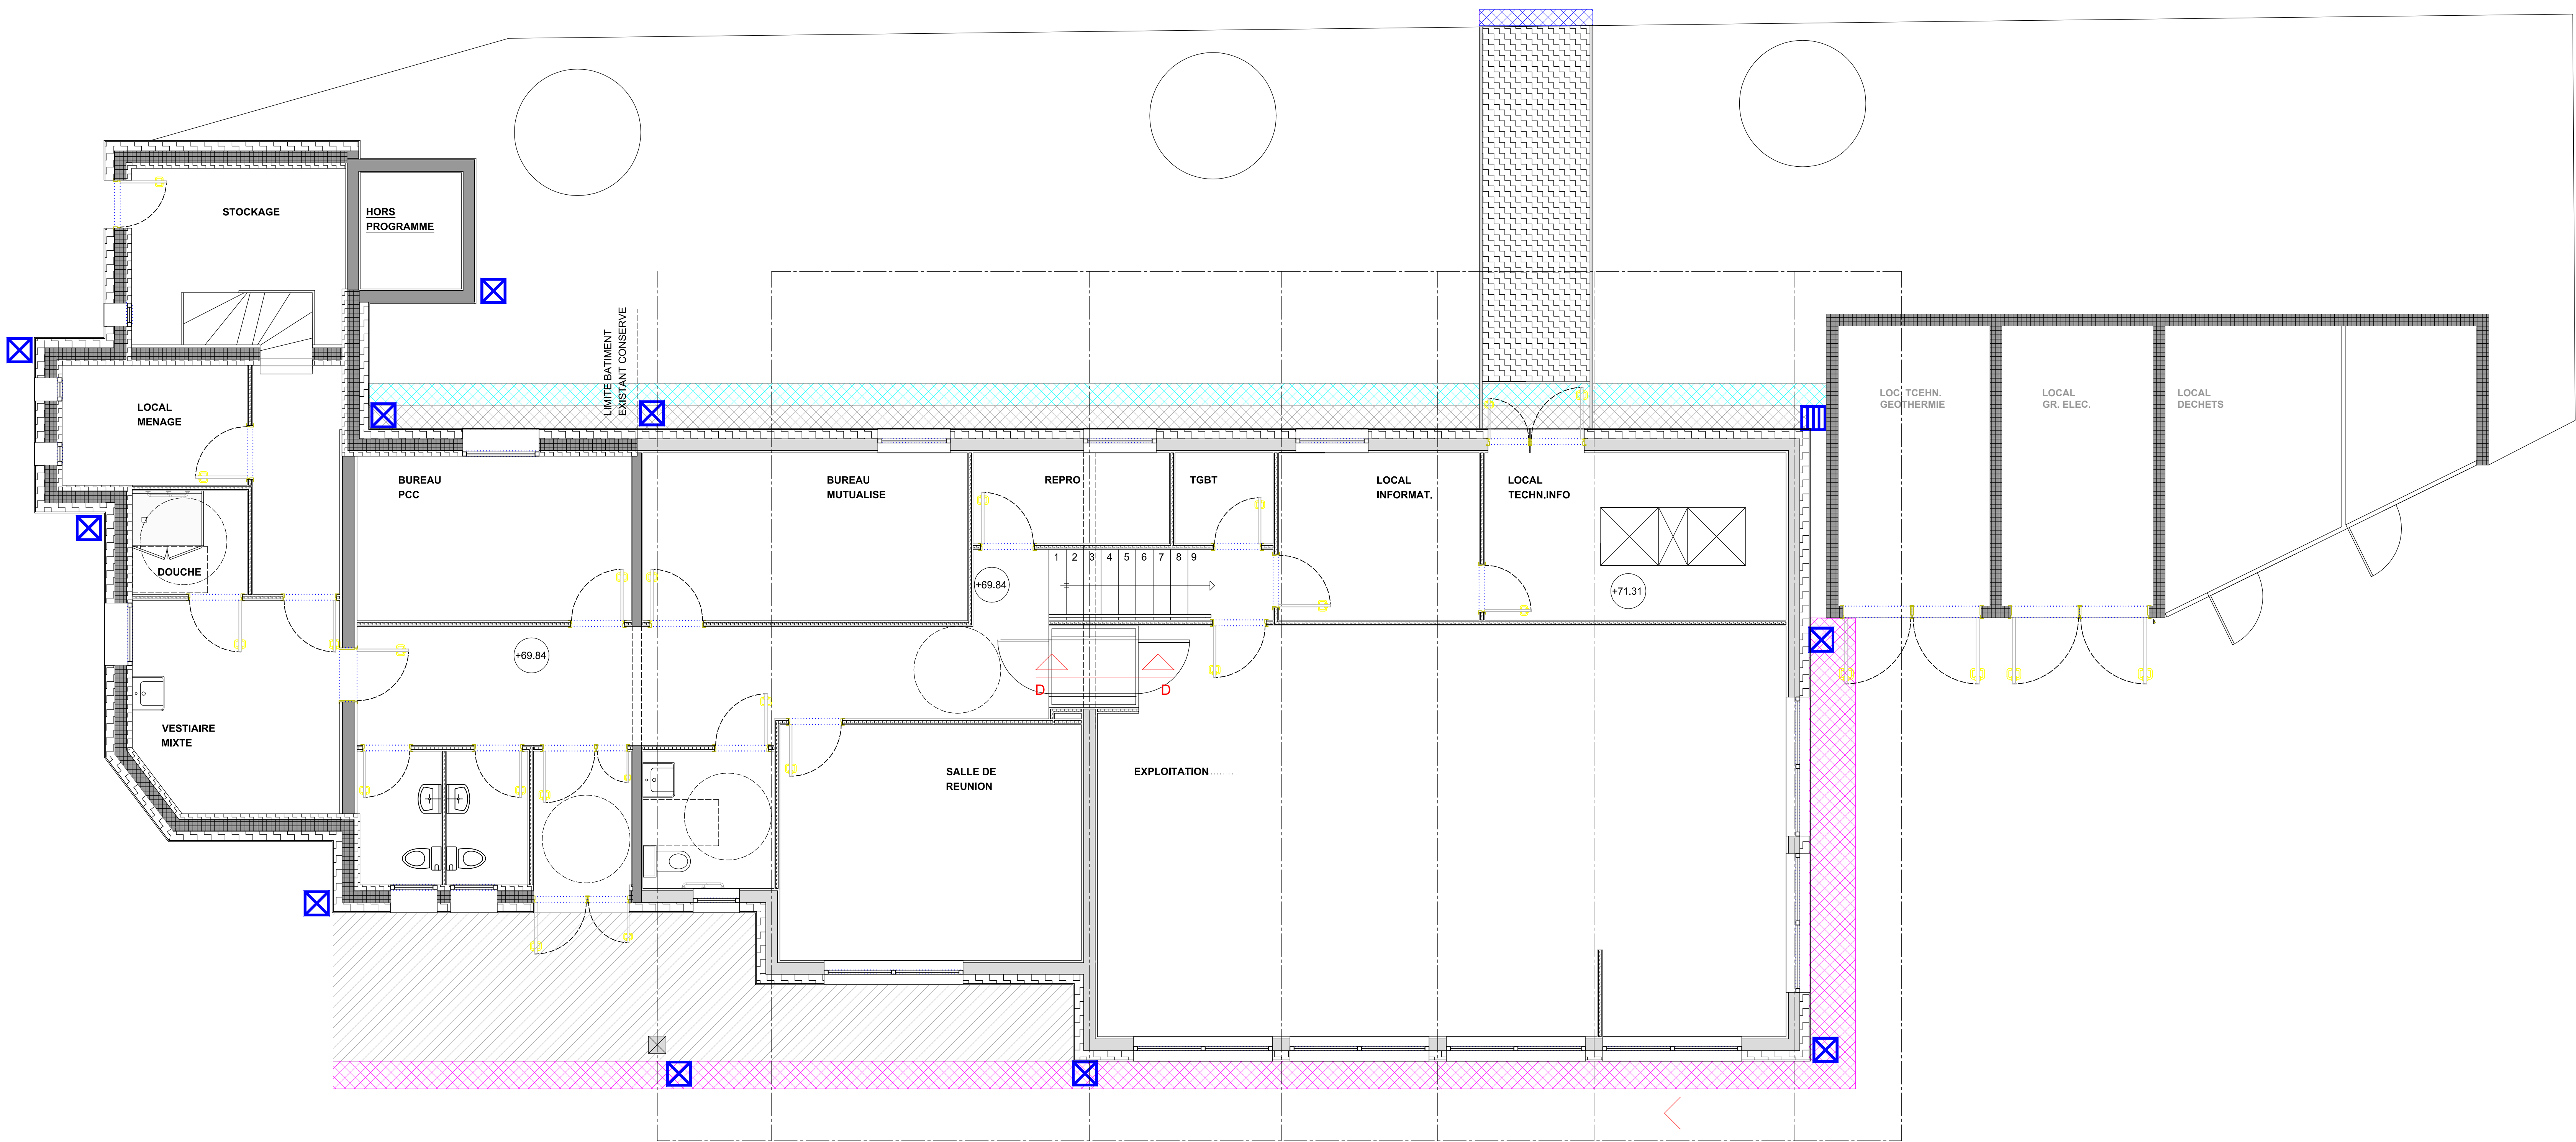 STOCKAGE
HORS
PROGRAMME
LIMITE BATIMENT
EXISTANT CONSERVE
LOCAL
MENAGE
LOC. TCEHN.
GEOTHERMIE
LOCAL
GR. ELEC.
LOCAL
DECHETS
BUREAU
PCC
BUREAU
MUTUALISE
REPRO
TGBT
LOCAL
INFORMAT.
LOCAL
TECHN.INFO
DOUCHE
1 2 3 4 5 6 7 8 9
+69.84
+71.31
+69.84
D D
VESTIAIRE
MIXTE
SALLE DE
REUNION
EXPLOITATION........